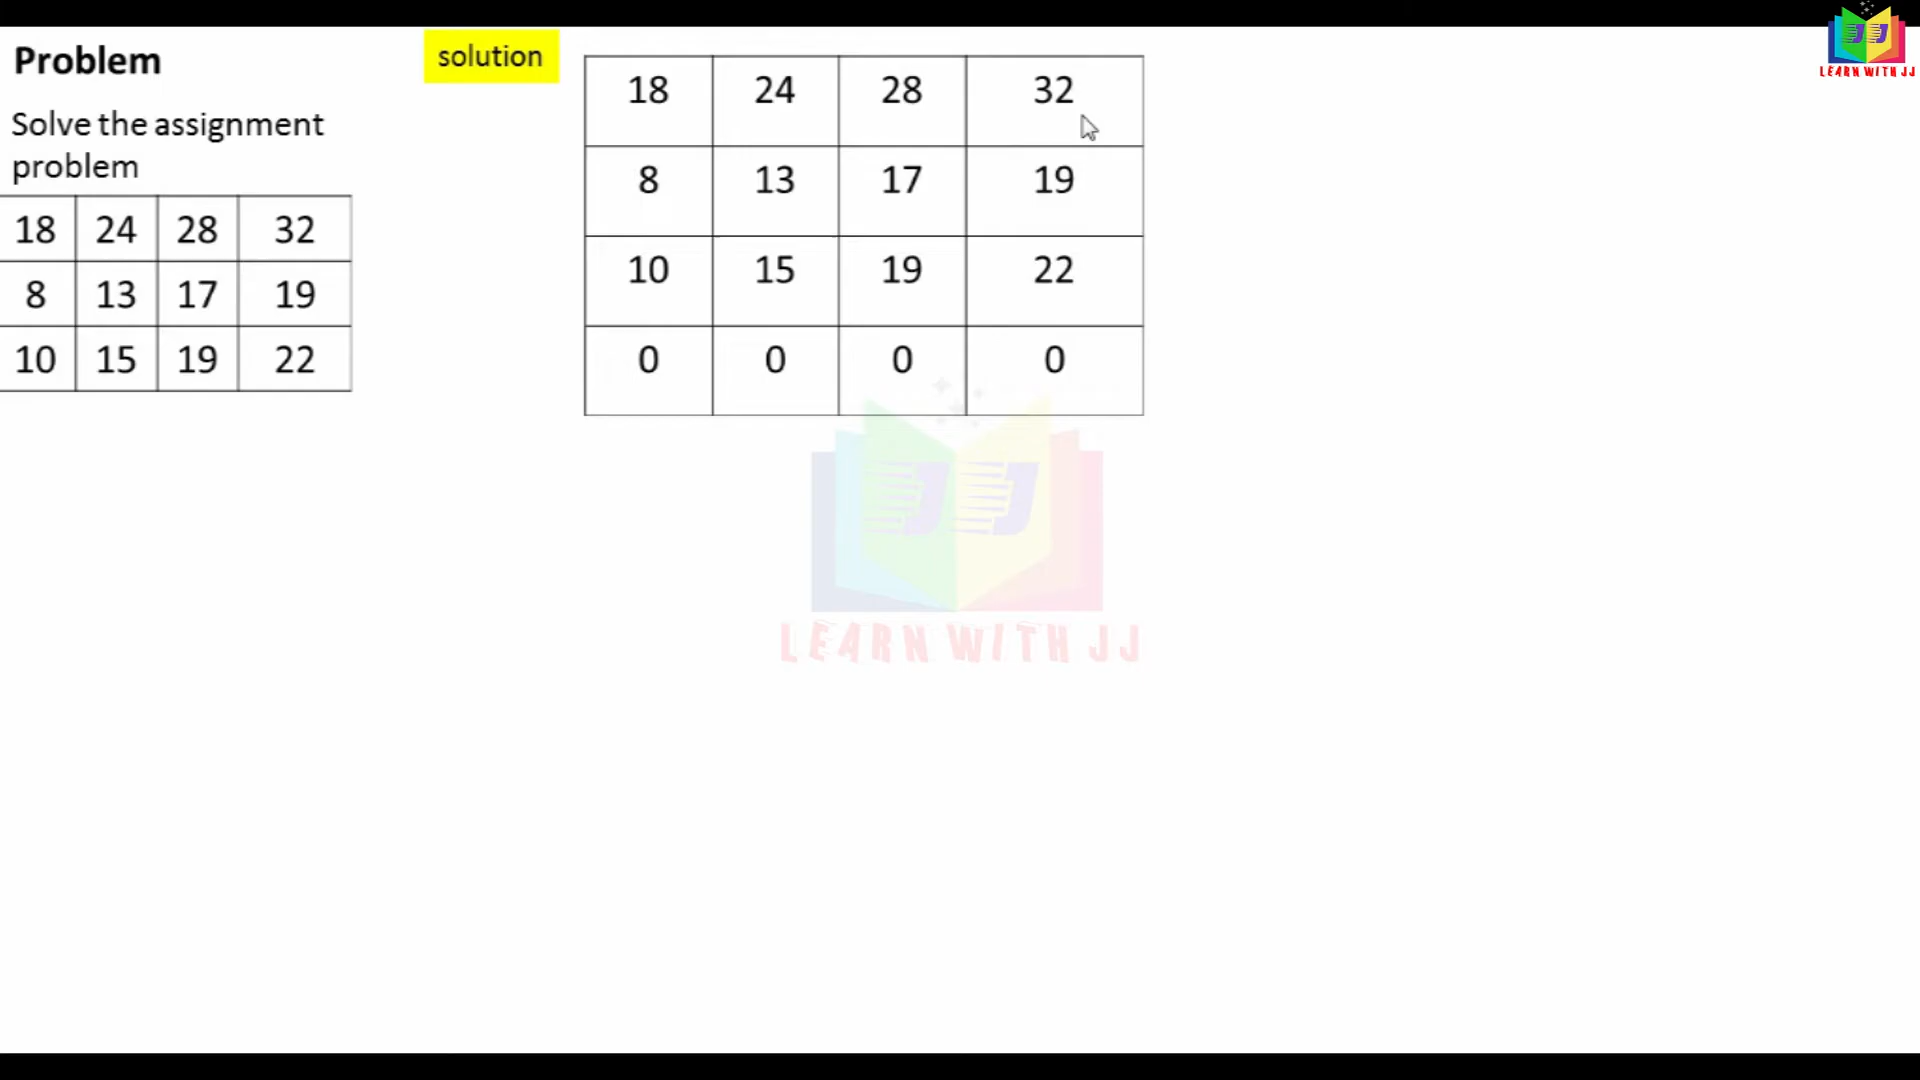 Problem
Solve the assignment
problem
18 24 28 32
8 13 17 19
10 15 19 22
solution
18 24 28 32
8 13 17 19
10 15 19 22
0 0 0 0
JJ
LEARN WITH JJ
JJ
LEARN WITH JJ